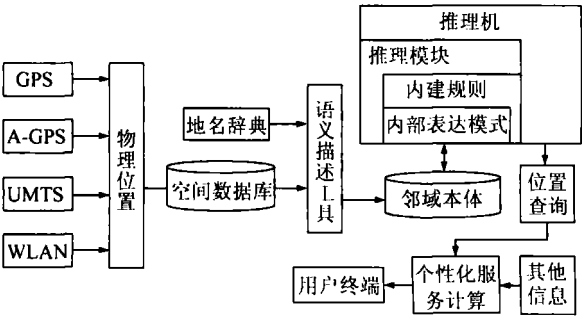 推理机
推理模块
内建规则
内部表达模式
GPS
A-GPS
UMTS
WLAN
物理位置
地名辞典
空间数据库
语义描述工具
邻域本体
位置
查询
用户终端
个性化服
务计算
其他
信息